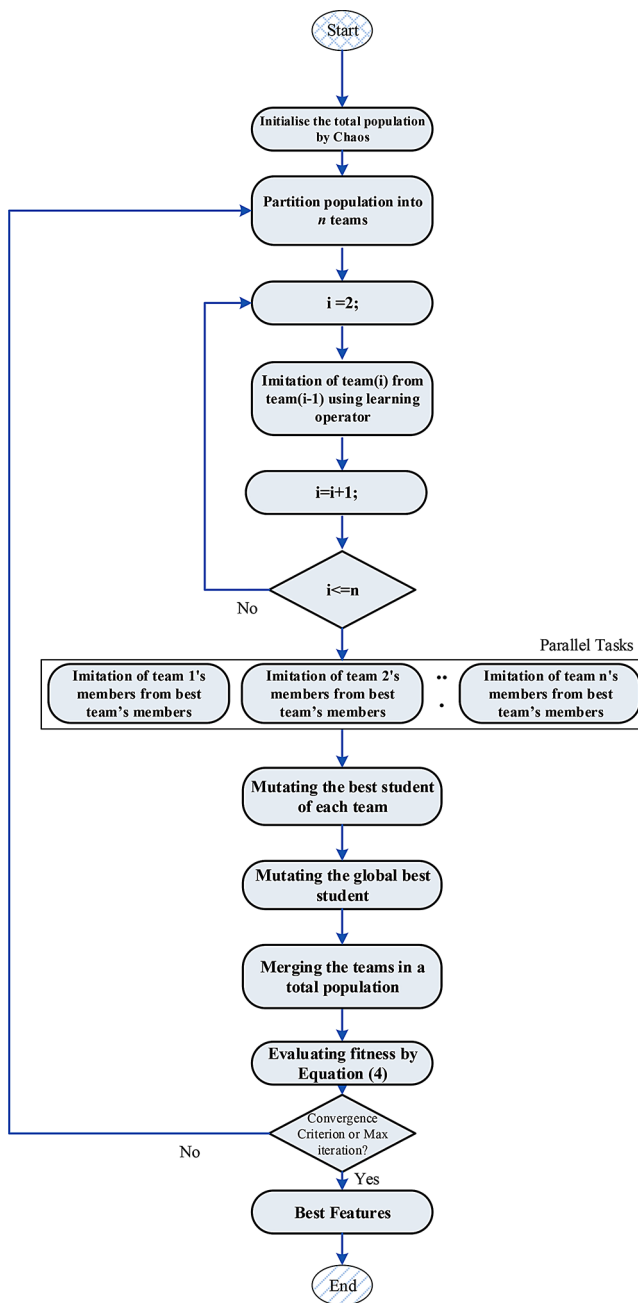 Start
Initialise the total population
by Chaos
Partition population into
n teams
i =2;
Imitation of team(i) from
team(i-1) using learning
operator
i=i+1;
i<=n
No
Parallel Tasks
Imitation of team 1's
members from best
team's members
Imitation of team 2's
members from best
team's members
...
Imitation of team n's
members from best
team's members
Mutating the best student
of each team
Mutating the global best
student
Merging the teams in a
total population
Evaluating fitness by
Equation (4)
Convergence
Criterion or Max
iteration?
No
Yes
Best Features
End